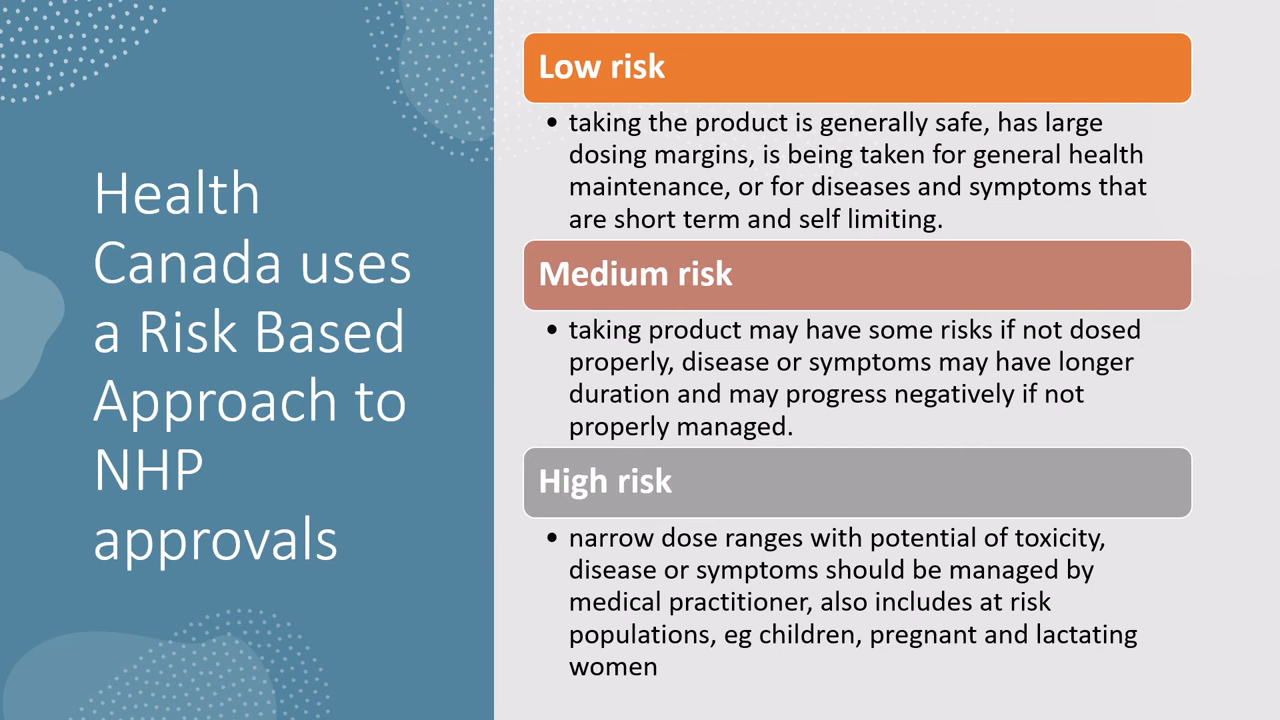 Health
Canada uses
a Risk Based
Approach to
NHP
approvals
Low risk
• taking the product is generally safe, has large
dosing margins, is being taken for general health
maintenance, or for diseases and symptoms that
are short term and self limiting.
Medium risk
• taking product may have some risks if not dosed
properly, disease or symptoms may have longer
duration and may progress negatively if not
properly managed.
High risk
• narrow dose ranges with potential of toxicity,
disease or symptoms should be managed by
medical practitioner, also includes at risk
populations, eg children, pregnant and lactating
women